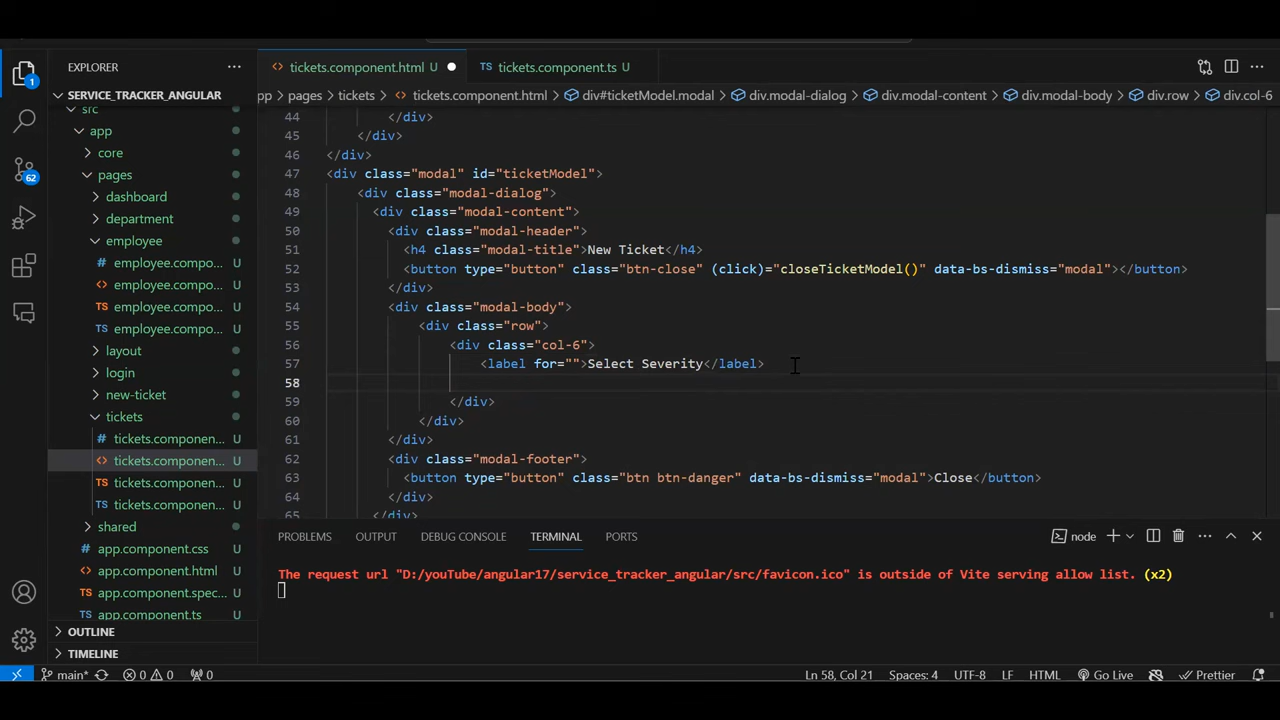 EXPLORER
SERVICE_TRACKER_ANGULAR
src
app
core
pages
dashboard
department
employee
employee.compo...
employee.compo...
employee.compo...
employee.compo...
layout
login
new-ticket
tickets
tickets.componen...
tickets.componen...
tickets.componen...
tickets.componen...
shared
app.component.css
app.component.html
app.component.spec...
app.component.ts
OUTLINE
TIMELINE
tickets.component.html U
tickets.component.ts U
app > pages > tickets > tickets.component.html > div#ticketModel.modal > div.modal-dialog > div.modal-content > div.modal-body > div.row > div.col-6
44 </div>
45 </div>
46 </div>
47 <div class="modal" id="ticketModel">
48 <div class="modal-dialog">
49 <div class="modal-content">
50 <div class="modal-header">
51 <h4 class="modal-title">New Ticket</h4>
52 <button type="button" class="btn-close" (click)="closeTicketModel()" data-bs-dismiss="modal"></button>
53 </div>
54 <div class="modal-body">
55 <div class="row">
56 <div class="col-6">
57 <label for="">Select Severity</label>
58
59 </div>
60 </div>
61 </div>
62 <div class="modal-footer">
63 <button type="button" class="btn btn-danger" data-bs-dismiss="modal">Close</button>
64 </div>
65 </div>
PROBLEMS OUTPUT DEBUG CONSOLE TERMINAL PORTS node
The request url "D:/youTube/angular17/service_tracker_angular/src/favicon.ico" is outside of Vite serving allow list. (x2)
main* 0 0 0 Ln 58, Col 21 Spaces: 4 UTF-8 LF HTML Go Live Prettier